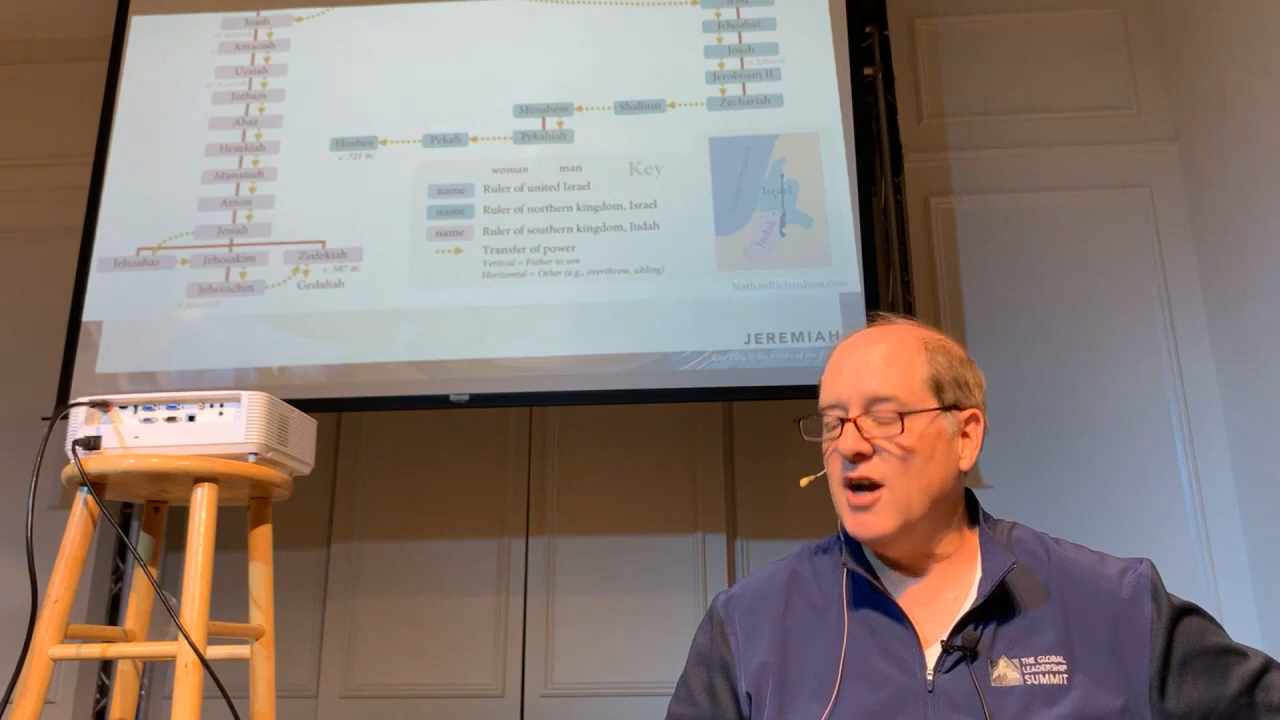 Joash
Amaziah
Uzziah
Jotham
Ahaz
Hezekiah
Manasseh
Amon
Josiah
Jehoahaz
Jehoiakim
Zedekiah
c. 587 BC
Jehoiachin
Gedaliah
Jehu
Jehoahaz
Joash
Jeroboam II
Zechariah
Shallum
Menahem
Pekahiah
Pekah
Hoshea
woman man Key
name Ruler of united Israel
name Ruler of northern kingdom, Israel
name Ruler of southern kingdom, Judah
Transfer of power
Vertical = Father to son
Horizontal = Other (e.g., overthrow, sibling)
Israel
Judah
NathanRichardson.com
JEREMIAH
THE GLOBAL
LEADERSHIP
SUMMIT